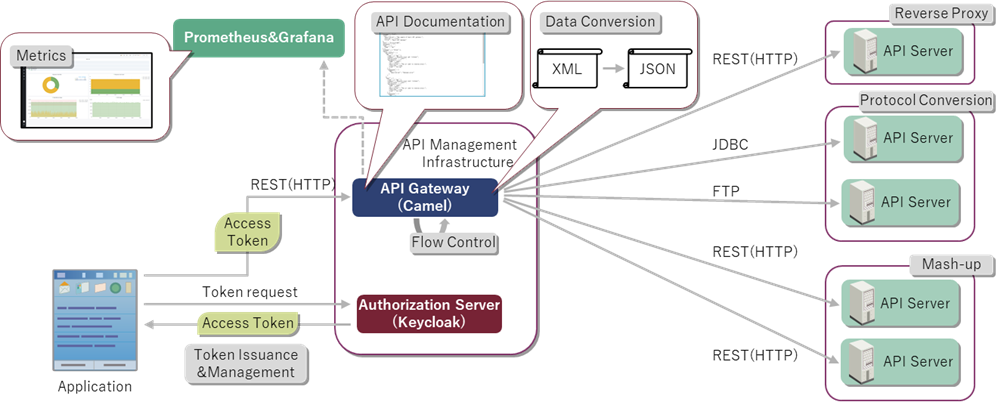 Reverse Proxy
API Server
API Documentation
Data Conversion
Prometheus&Grafana
Metrics
XML
JSON
REST(HTTP)
Protocol Conversion
API Server
API Management
Infrastructure
JDBC
REST(HTTP)
API Gateway
(Camel)
FTP
API Server
Access
Token
Flow Control
REST(HTTP)
Mash-up
API Server
Token request
Authorization Server
(Keycloak)
Access Token
Token Issuance
&Management
REST(HTTP)
API Server
Application